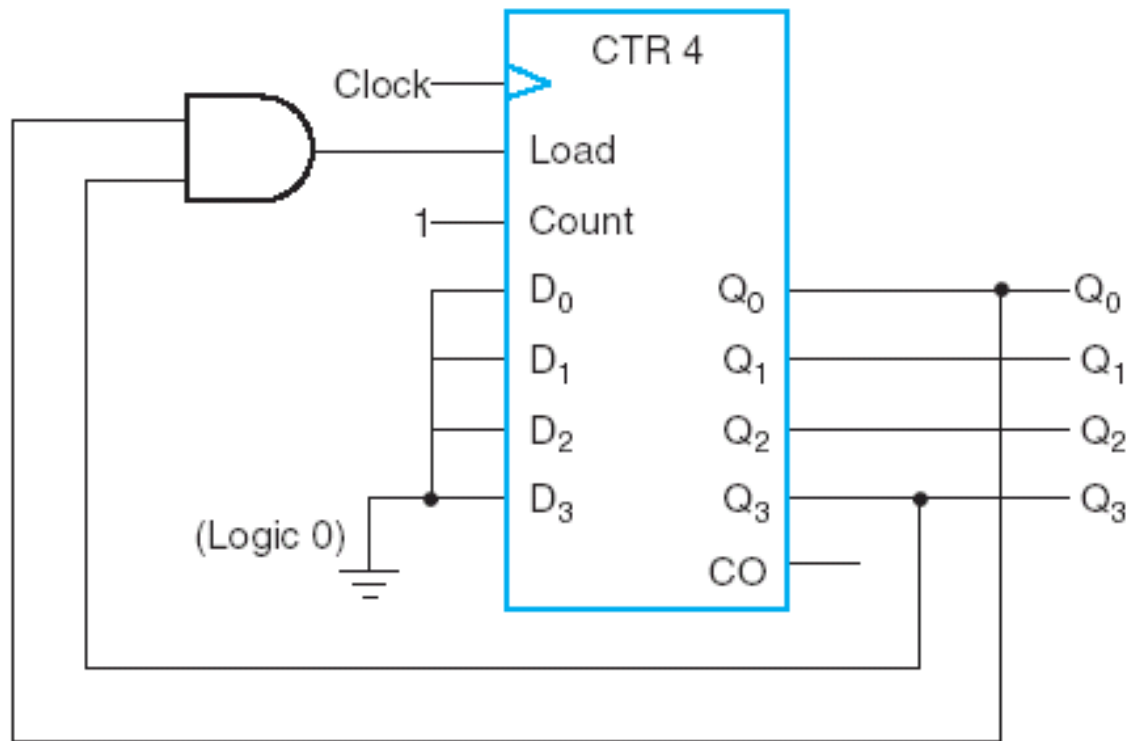 CTR 4
Clock
Load
1 Count
D₀ Q₀ Q₀
D₁ Q₁ Q₁
D₂ Q₂ Q₂
D₃ Q₃ Q₃
(Logic 0)
CO